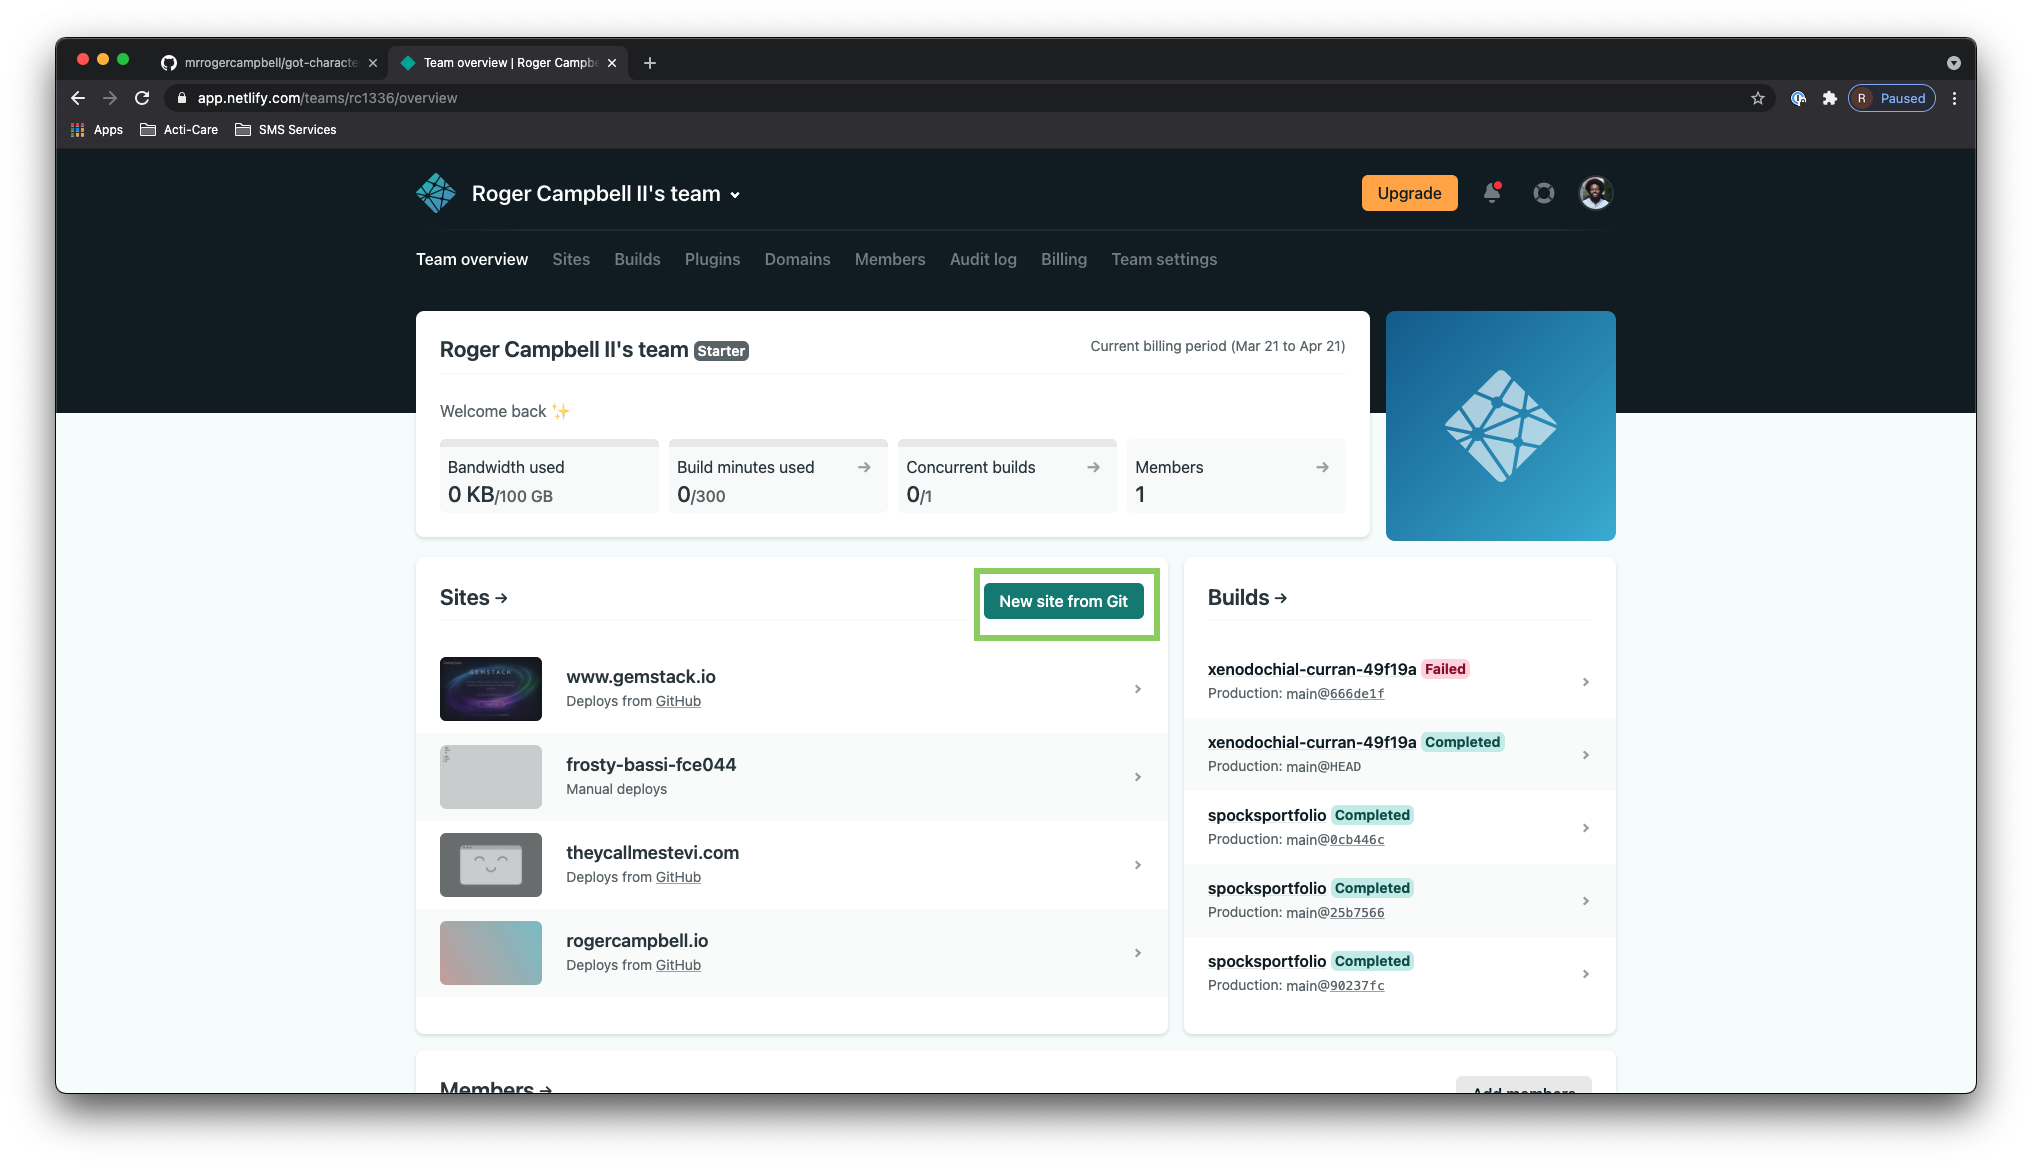 mrrogercampbell/got-characte
Team overview | Roger Campbe
app.netlify.com/teams/rc1336/overview
R Paused
Apps Acti-Care SMS Services
Roger Campbell II's team
Upgrade
Team overview Sites Builds Plugins Domains Members Audit log Billing Team settings
Roger Campbell II's team Starter
Current billing period (Mar 21 to Apr 21)
Welcome back ✨
Bandwidth used
0 KB/100 GB
Build minutes used →
0/300
Concurrent builds →
0/1
Members →
1
Sites →
New site from Git
GEMSTACK
www.gemstack.io
Deploys from GitHub
frosty-bassi-fce044
Manual deploys
theycallmestevi.com
Deploys from GitHub
rogercampbell.io
Deploys from GitHub
Builds →
xenodochial-curran-49f19a Failed
Production: main@666de1f
xenodochial-curran-49f19a Completed
Production: main@HEAD
spocksportfolio Completed
Production: main@0cb446c
spocksportfolio Completed
Production: main@25b7566
spocksportfolio Completed
Production: main@90237fc
Members →
Add members